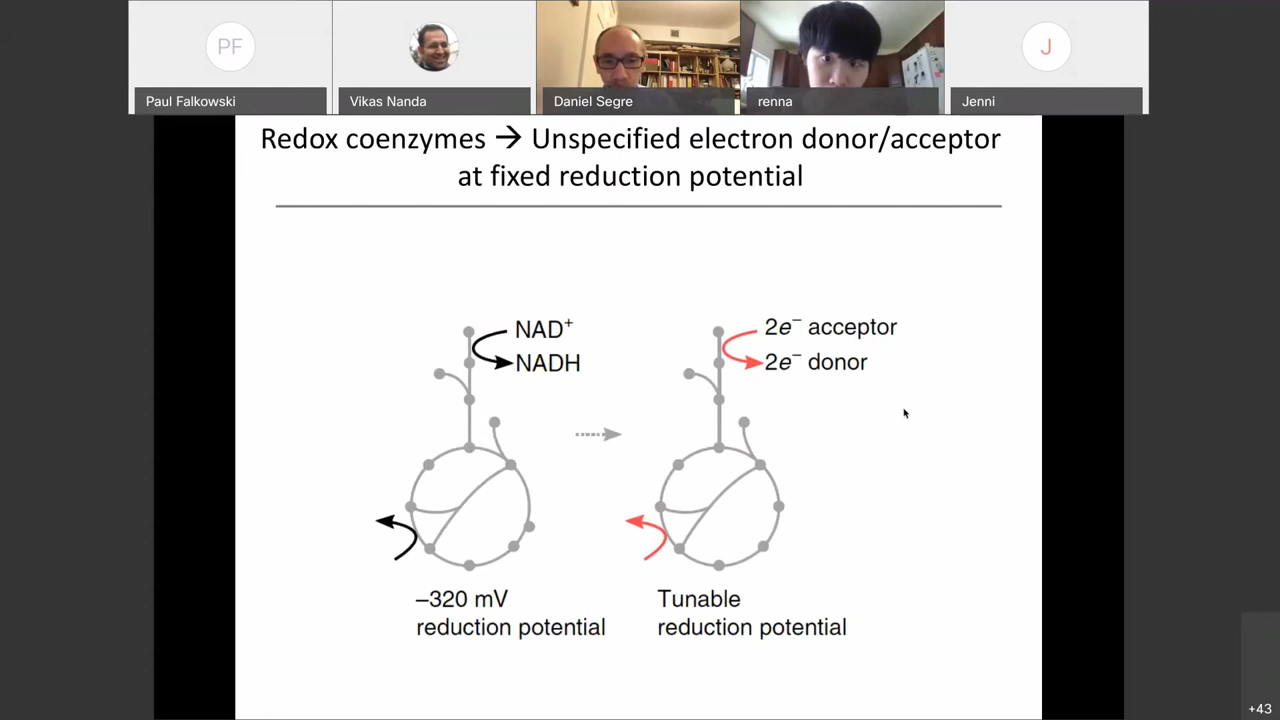 PF
J
Paul Falkowski
Vikas Nanda
Daniel Segre
renna
Jenni
Redox coenzymes → Unspecified electron donor/acceptor
at fixed reduction potential
NAD⁺
NADH
2e⁻ acceptor
2e⁻ donor
–320 mV
reduction potential
Tunable
reduction potential
+43